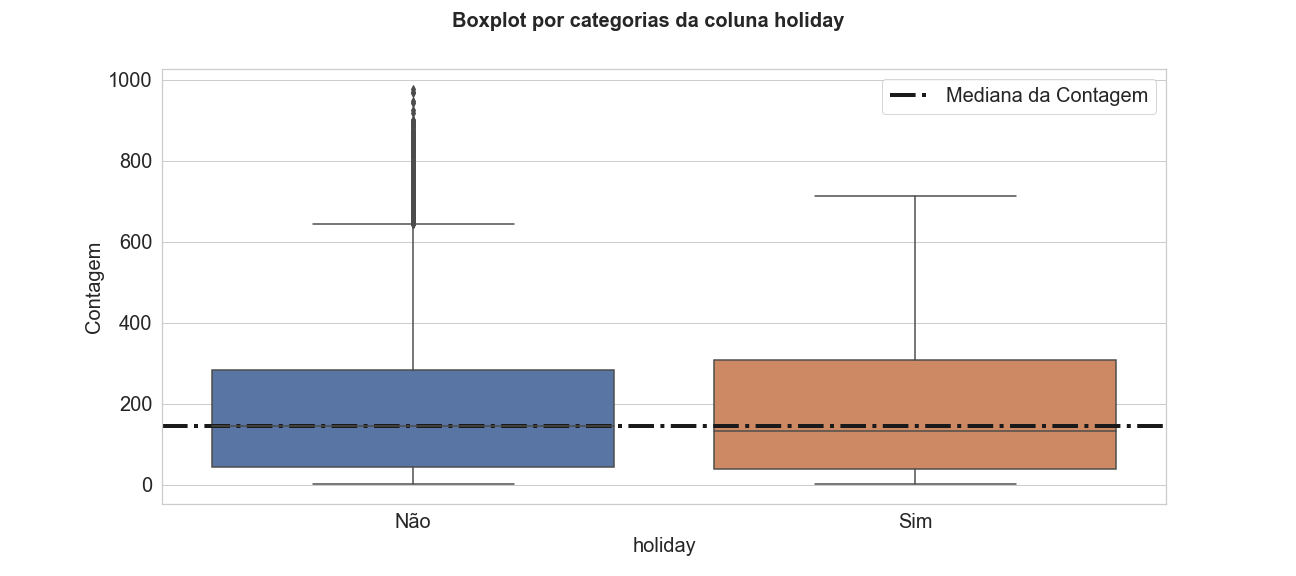 Boxplot por categorias da coluna holiday
Mediana da Contagem
Contagem
1000
800
600
400
200
0
Não
Sim
holiday